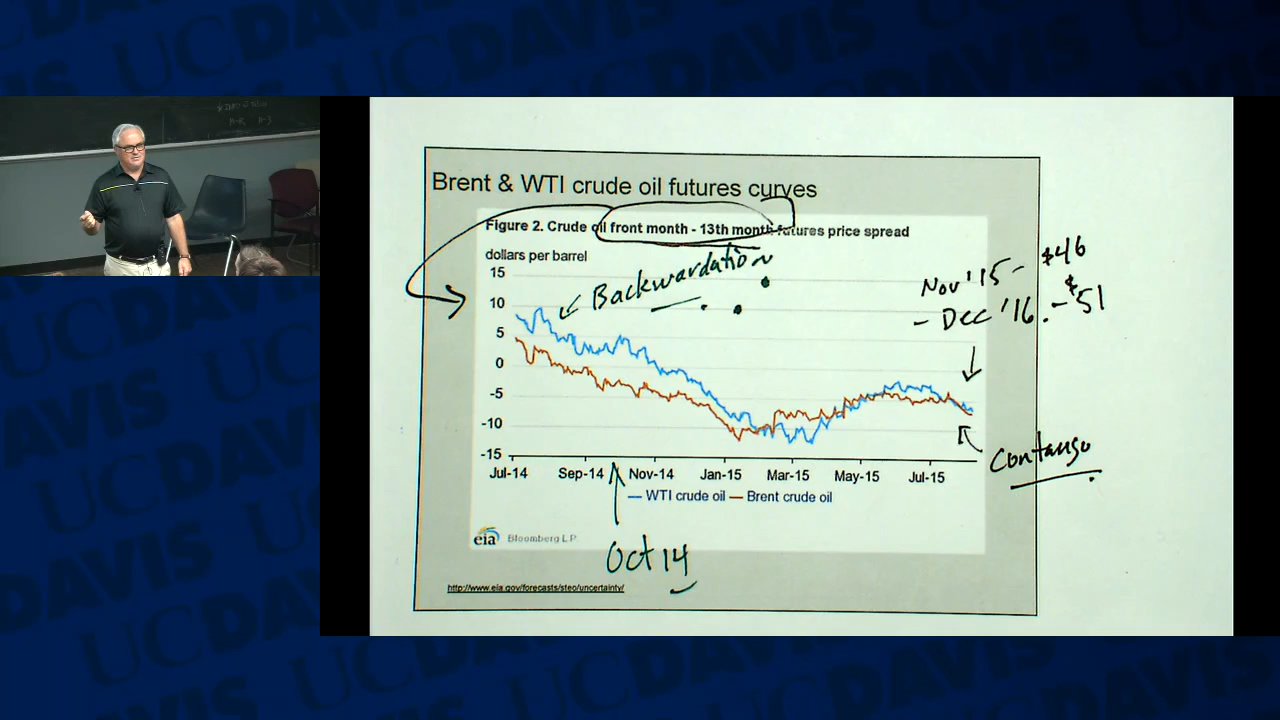 UCDAVIS
Brent & WTI crude oil futures curves
Figure 2. Crude oil front month - 13th month futures price spread
dollars per barrel
15
10
5
0
-5
-10
-15
Jul-14 Sep-14 Nov-14 Jan-15 Mar-15 May-15 Jul-15
WTI crude oil Brent crude oil
eia Bloomberg L.P.
http://www.eia.gov/forecasts/steo/uncertainty/
Backwardation
Nov '15 - $46
- Dec '16. - $51
Contango
Oct 14